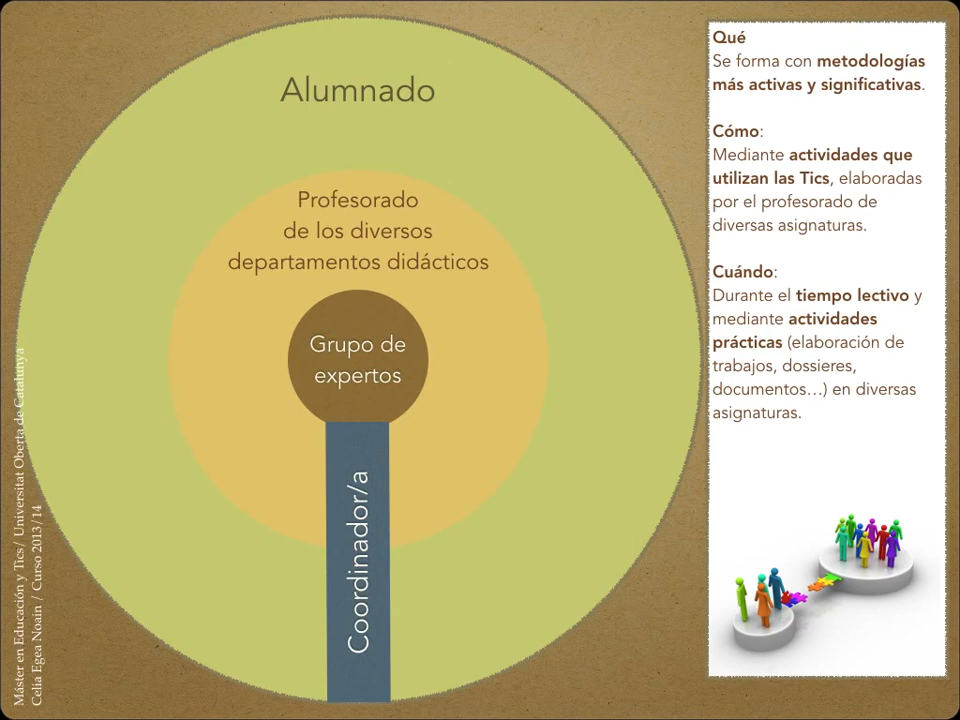 Alumnado
Profesorado
de los diversos
departamentos didácticos
Grupo de
expertos
Coordinador/a
Qué
Se forma con metodologías
más activas y significativas.
Cómo:
Mediante actividades que
utilizan las Tics, elaboradas
por el profesorado de
diversas asignaturas.
Cuándo:
Durante el tiempo lectivo y
mediante actividades
prácticas (elaboración de
trabajos, dossieres,
documentos…) en diversas
asignaturas.
Máster en Educación y Tics / Universitat Oberta de Catalunya
Celia Egea Noain / Curso 2013/14